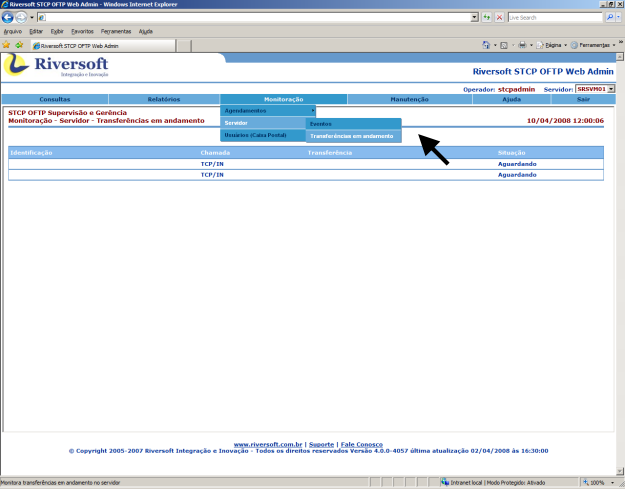 Riversoft STCP OFTP Web Admin - Windows Internet Explorer
Live Search
Arquivo Editar Exibir Favoritos Ferramentas Ajuda
Riversoft STCP OFTP Web Admin
Página Ferramentas
Riversoft
Integração e Inovação
Riversoft STCP OFTP Web Admin
Operador: stcpadmin Servidor: SRSVM01
Consultas Relatórios Monitoração Manutenção Ajuda Sair
STCP OFTP Supervisão e Gerência
Monitoração - Servidor - Transferências em andamento
Agendamentos
Servidor
Usuários (Caixa Postal)
Eventos
Transferências em andamento
10/04/2008 12:00:06
Identificação Chamada Transferência Situação
TCP/IN Aguardando
TCP/IN Aguardando
www.riversoft.com.br | Suporte | Fale Conosco
© Copyright 2005-2007 Riversoft Integração e Inovação - Todos os direitos reservados Versão 4.0.0-4057 última atualização 02/04/2008 às 16:30:00
Monitora transferências em andamento no servidor
Intranet local | Modo Protegido: Ativado
100%